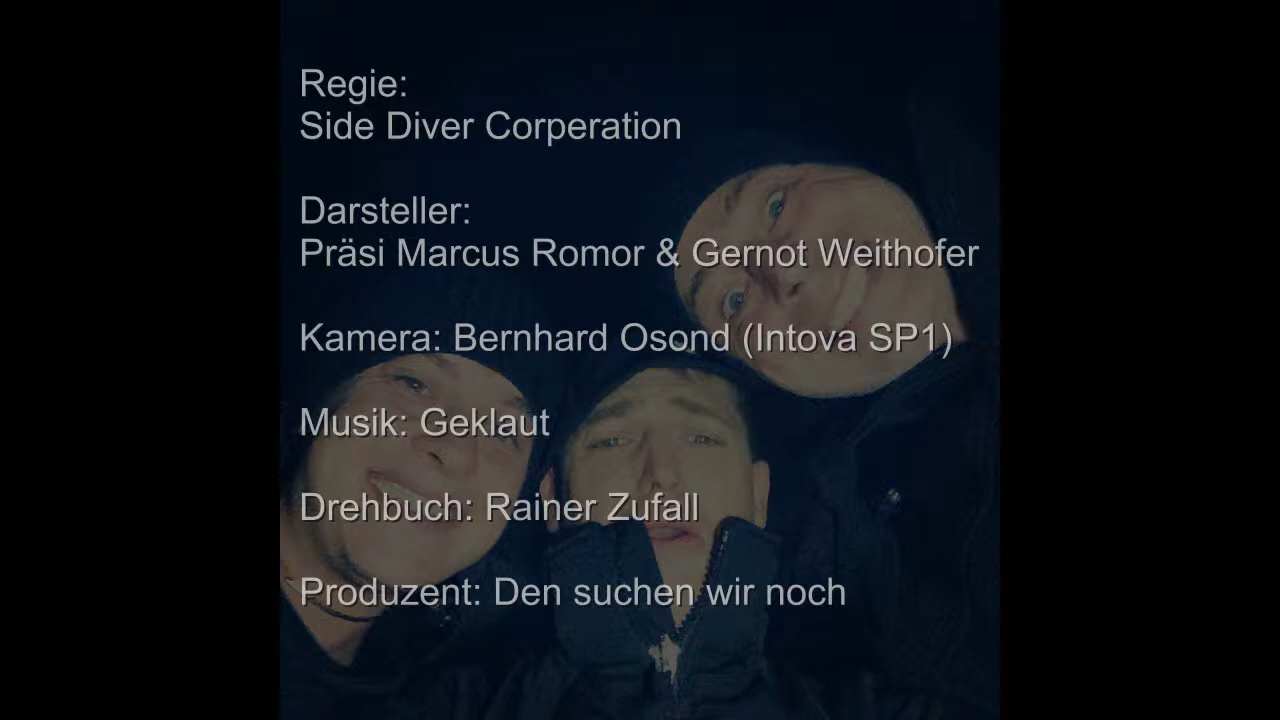 Regie:
Side Diver Corperation
Darsteller:
Präsi Marcus Romor & Gernot Weithofer
Kamera: Bernhard Osond (Intova SP1)
Musik: Geklaut
Drehbuch: Rainer Zufall
Produzent: Den suchen wir noch